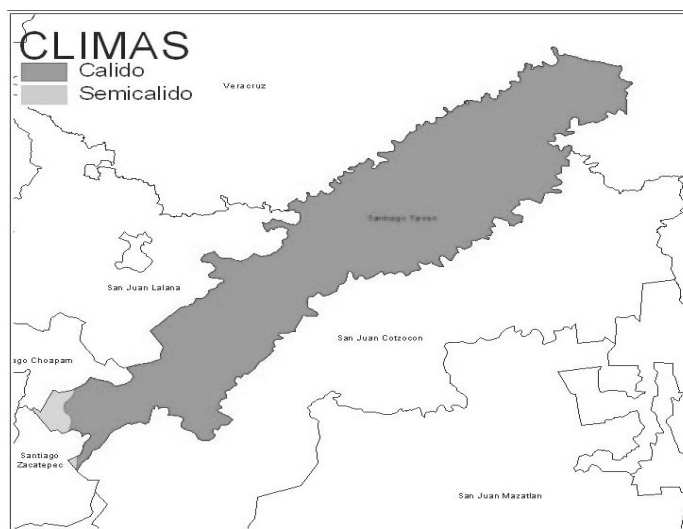 CLIMAS
Calido
Semicalido
Veracruz
Santiago Yaveo
San Juan Lalana
San Juan Cotzocon
ago Choapam
Santiago
Zacatepec
San Juan Mazatlan